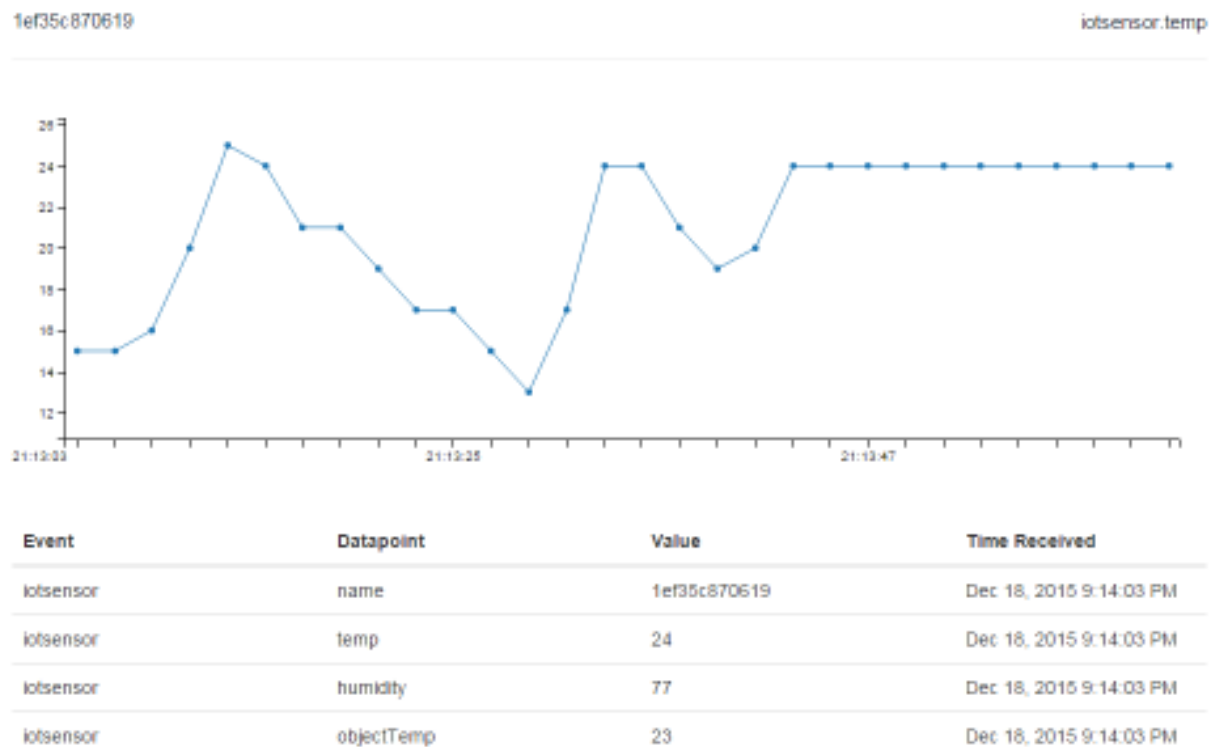 1ef35c870619 iotsensor.temp
26
24
22
20
18
16
14
12
21:13:03 21:13:25 21:13:47
Event Datapoint Value Time Received
iotsensor name 1ef35c870619 Dec 18, 2015 9:14:03 PM
iotsensor temp 24 Dec 18, 2015 9:14:03 PM
iotsensor humidity 77 Dec 18, 2015 9:14:03 PM
iotsensor objectTemp 23 Dec 18, 2015 9:14:03 PM